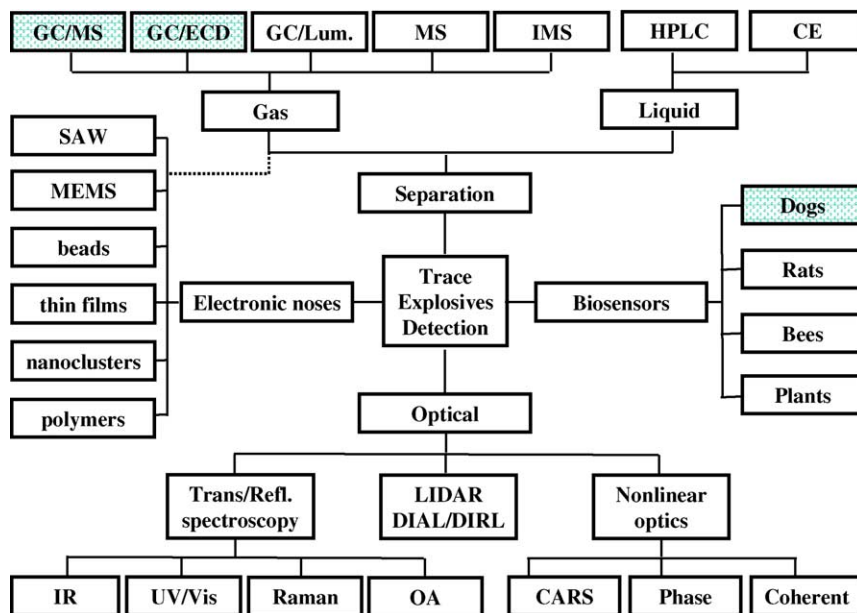 GC/MS
GC/ECD
GC/Lum.
MS
IMS
HPLC
CE
Gas
Liquid
SAW
MEMS
beads
thin films
nanoclusters
polymers
Separation
Electronic noses
Trace
Explosives
Detection
Biosensors
Dogs
Rats
Bees
Plants
Optical
Trans/Refl.
spectroscopy
LIDAR
DIAL/DIRL
Nonlinear
optics
IR
UV/Vis
Raman
OA
CARS
Phase
Coherent